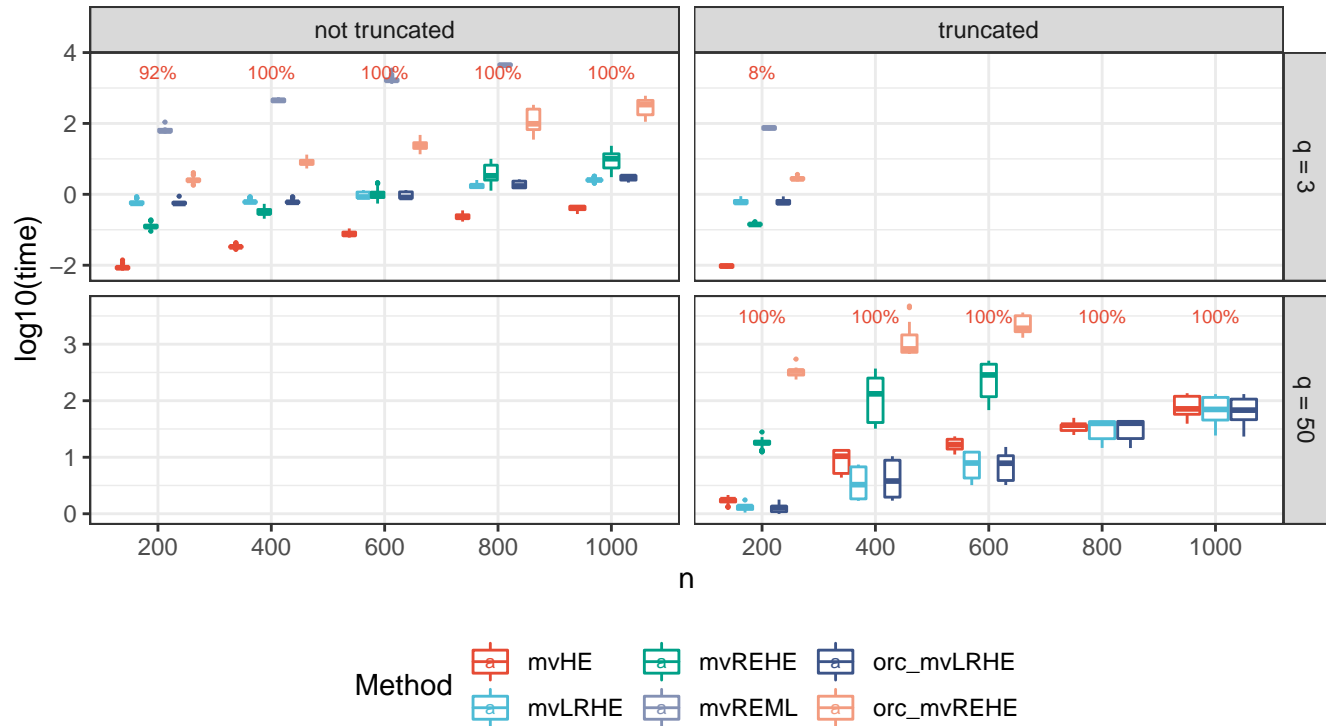 not truncated
truncated
4
92% 100% 100% 100% 100%
8%
2
0
−2
q = 3
log10(time)
100% 100% 100% 100% 100%
3
2
1
0
q = 50
200 400 600 800 1000
200 400 600 800 1000
n
Method
a mvHE a mvREHE a orc_mvLRHE
a mvLRHE a mvREML a orc_mvREHE